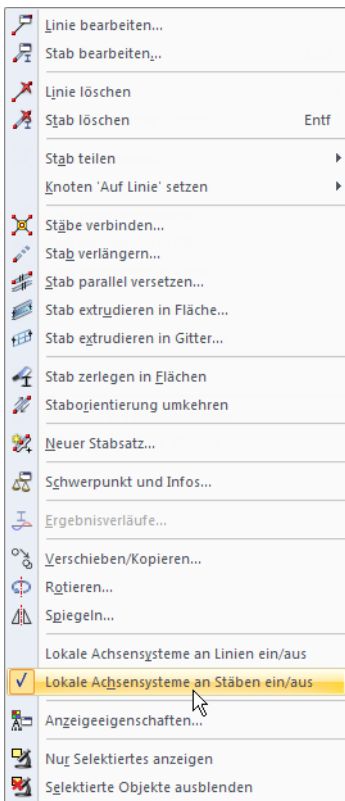 Linie bearbeiten...
Stab bearbeiten...
Linie löschen
Stab löschen Entf
Stab teilen
Knoten 'Auf Linie' setzen
Stäbe verbinden...
Stab verlängern...
Stab parallel versetzen...
Stab extrudieren in Fläche...
Stab extrudieren in Gitter...
Stab zerlegen in Flächen
Staborientierung umkehren
Neuer Stabsatz...
Schwerpunkt und Infos...
Ergebnisverläufe...
Verschieben/Kopieren...
Rotieren...
Spiegeln...
Lokale Achsensysteme an Linien ein/aus
Lokale Achsensysteme an Stäben ein/aus
Anzeigeeigenschaften...
Nur Selektiertes anzeigen
Selektierte Objekte ausblenden